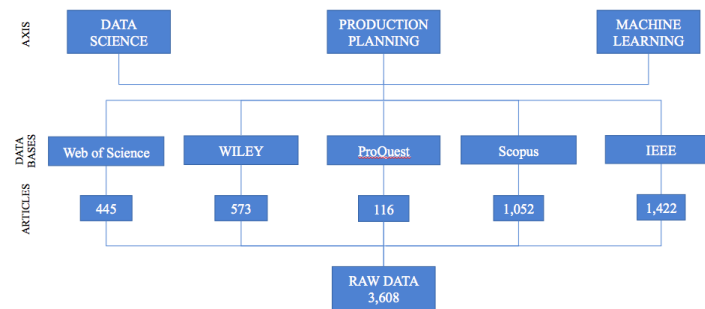 AXIS
DATA
SCIENCE
PRODUCTION
PLANNING
MACHINE
LEARNING
DATA
BASES
Web of Science
WILEY
ProQuest
Scopus
IEEE
ARTICLES
445
573
116
1,052
1,422
RAW DATA
3,608